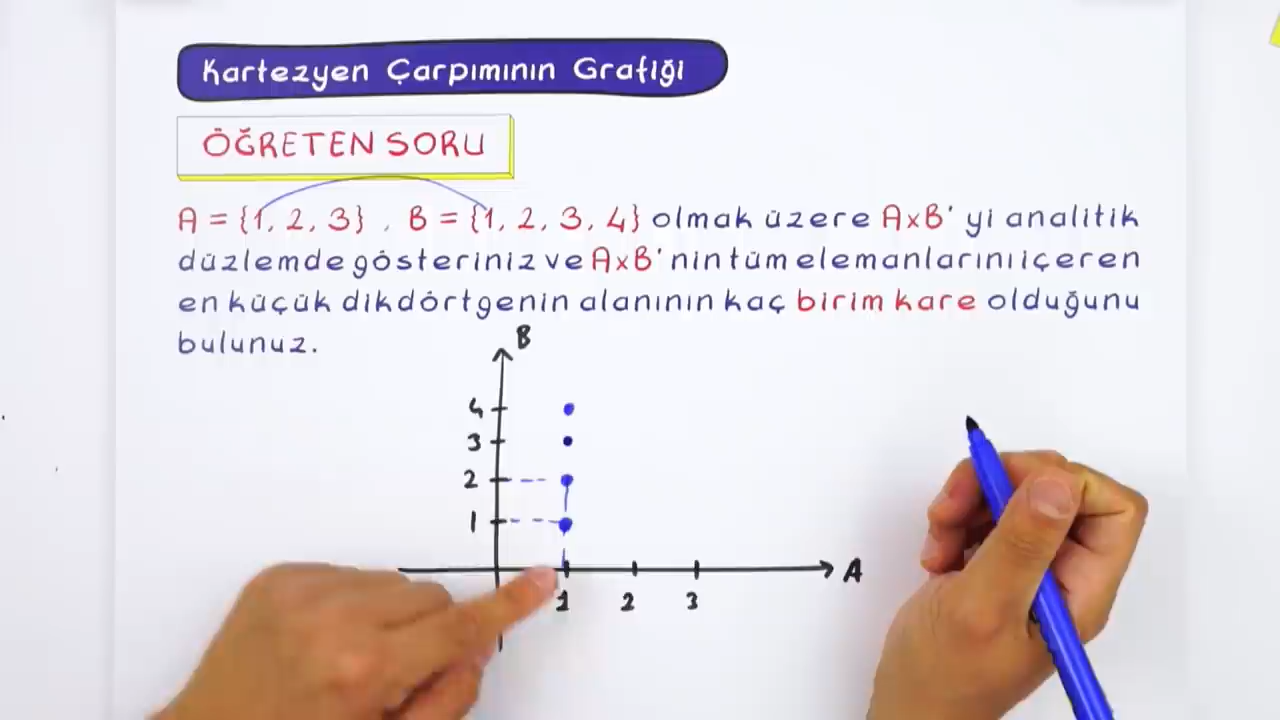 Kartezyen Çarpımının Grafiği
ÖĞRETEN SORU
A = {1, 2, 3} , B = {1, 2, 3, 4} olmak üzere AxB' yi analitik
düzlemde gösteriniz ve AxB' nin tüm elemanlarını içeren
en küçük dikdörtgenin alanının kaç birim kare olduğunu
bulunuz.
B
4
3
2
1
A
1 2 3